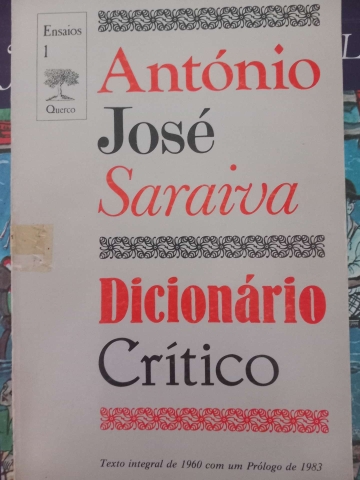 Ensaios
1
Querco
António
José
Saraiva
Dicionário
Crítico
Texto integral de 1960 com um Prólogo de 1983